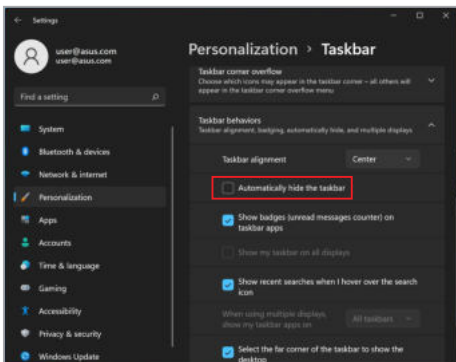 Settings
user@asus.com
user@asus.com
Find a setting
System
Bluetooth & devices
Network & internet
Personalization
Apps
Accounts
Time & language
Gaming
Accessibility
Privacy & security
Windows Update
Personalization > Taskbar
Taskbar corner overflow
Choose which icons may appear in the taskbar corner – all others will
appear in the taskbar corner overflow menu
Taskbar behaviors
Taskbar alignment, badging, automatically hide, and multiple displays
Taskbar alignment
Center
Automatically hide the taskbar
Show badges (unread messages counter) on
taskbar apps
Show my taskbar on all displays
Show recent searches when I hover over the search
icon
When using multiple displays,
show my taskbar apps on
All taskbars
Select the far corner of the taskbar to show the
desktop